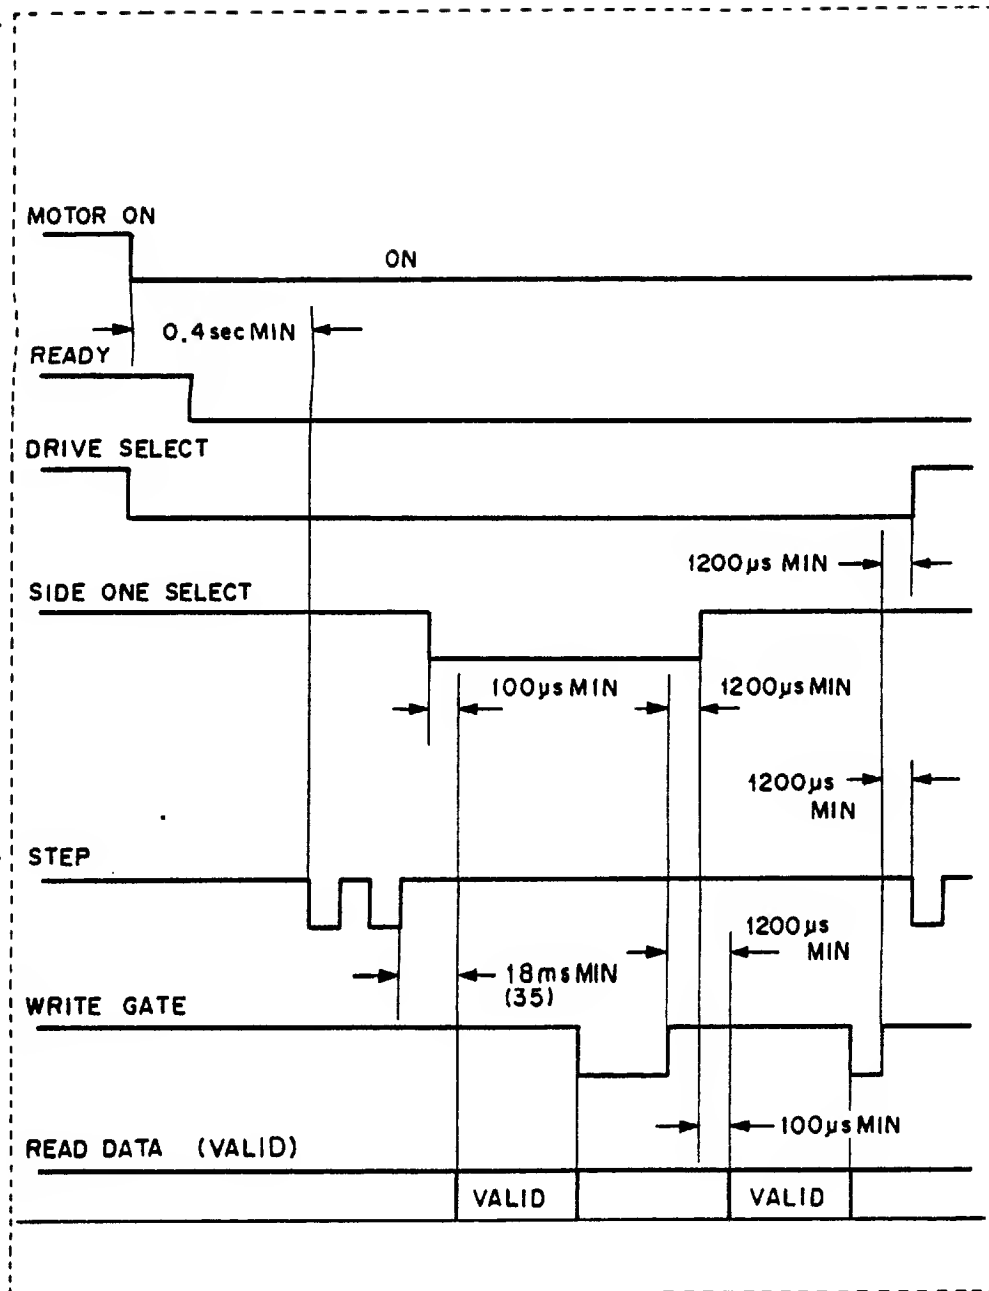 MOTOR ON
ON
0.4 sec MIN
READY
DRIVE SELECT
1200µs MIN
SIDE ONE SELECT
100µs MIN
1200µs MIN
1200µs
MIN
STEP
1200µs
MIN
18ms MIN
(35)
WRITE GATE
100µs MIN
READ DATA (VALID)
VALID
VALID